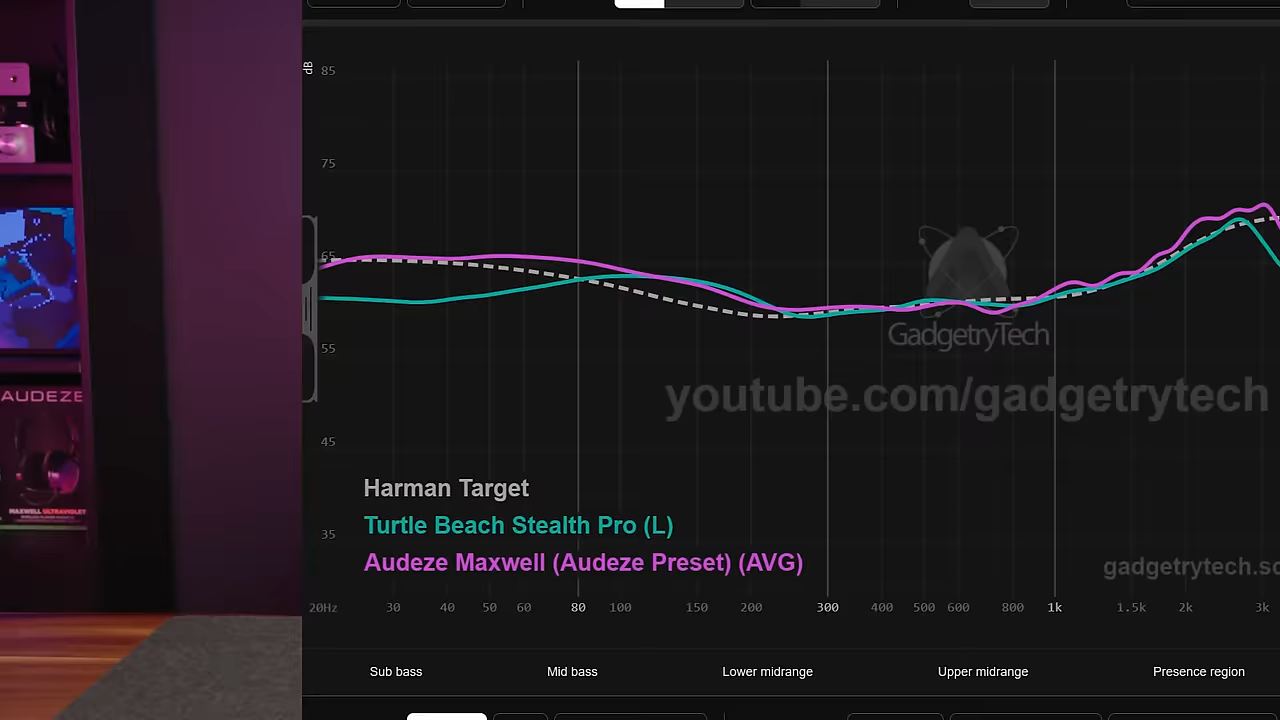 dB
85
75
65
55
45
35
GadgetryTech
youtube.com/gadgetrytech
Harman Target
Turtle Beach Stealth Pro (L)
Audeze Maxwell (Audeze Preset) (AVG)
gadgetrytech.sq
20Hz 30 40 50 60 80 100 150 200 300 400 500 600 800 1k 1.5k 2k 3k
Sub bass Mid bass Lower midrange Upper midrange Presence region
AUDEZE
MAXWELL ULTRAVIOLET